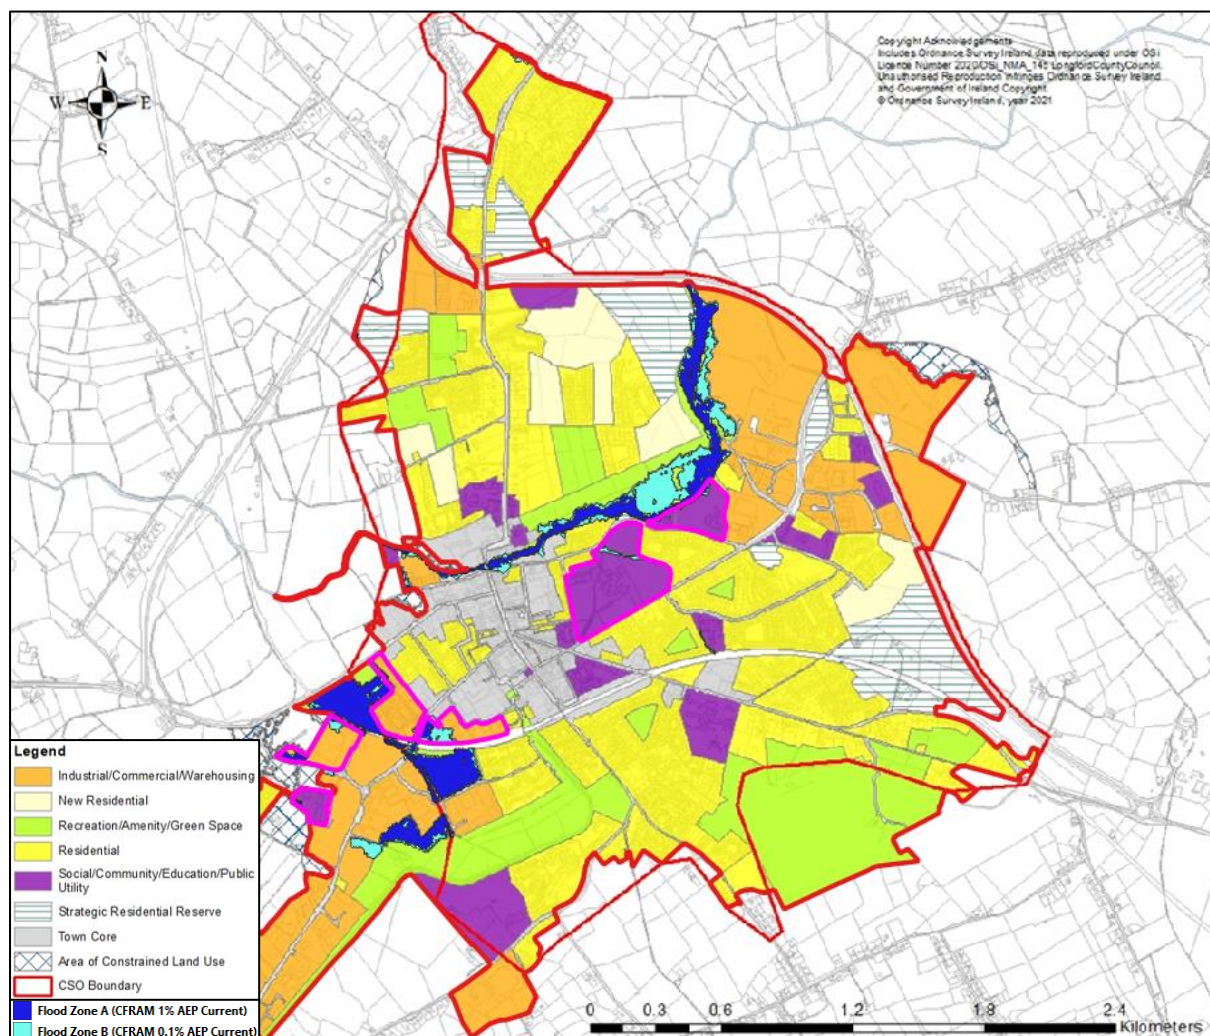 Copyright Acknowledgements
Includes Ordnance Survey Ireland data reproduced under OSi
Licence Number 2020/OSi_NMA_145 Longford County Council.
Unauthorised Reproduction infringes Ordnance Survey Ireland
and Government of Ireland Copyright.
© Ordnance Survey Ireland, year 2021
N
W E
S
Legend
Industrial/Commercial/Warehousing
New Residential
Recreation/Amenity/Green Space
Residential
Social/Community/Education/Public
Utility
Strategic Residential Reserve
Town Core
Area of Constrained Land Use
CSO Boundary
Flood Zone A (CFRAM 1% AEP Current)
Flood Zone B (CFRAM 0.1% AEP Current)
0 0.3 0.6 1.2 1.8 2.4
Kilometers